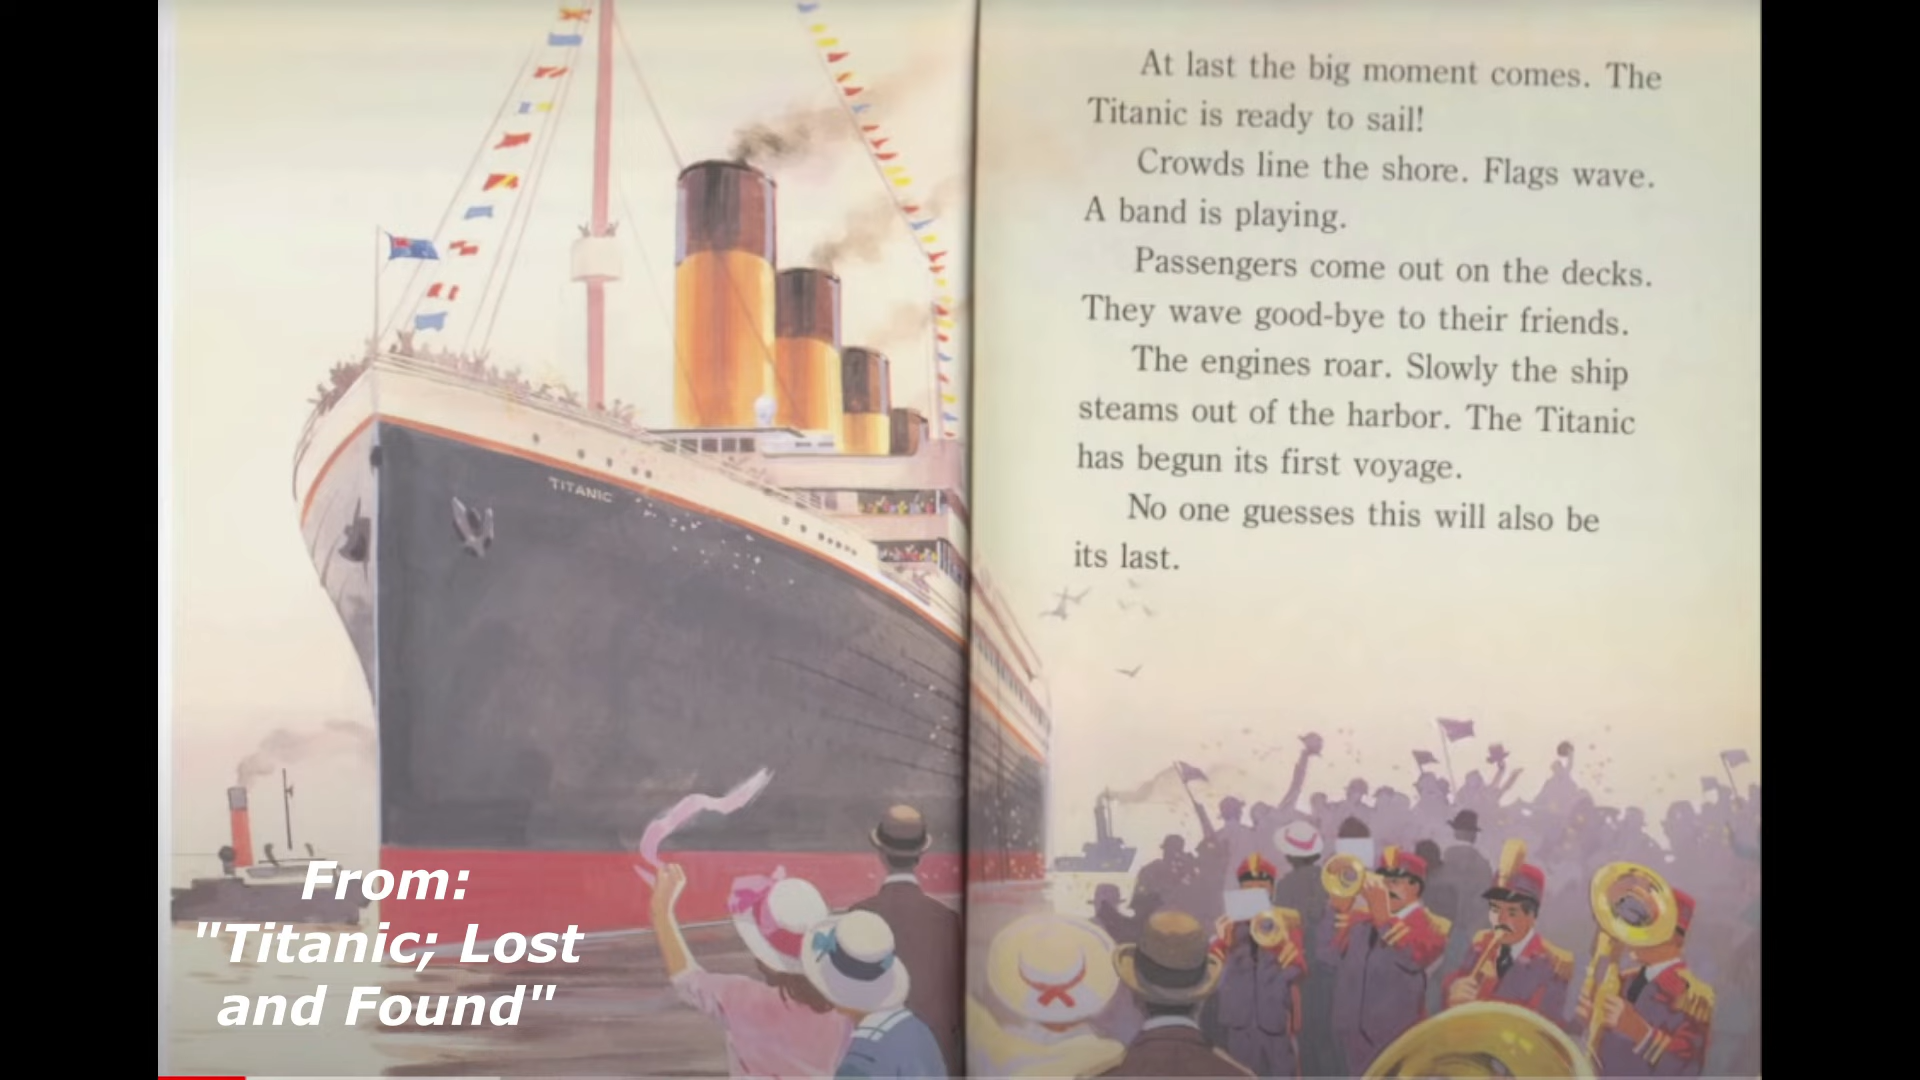 At last the big moment comes. The
Titanic is ready to sail!
Crowds line the shore. Flags wave.
A band is playing.
Passengers come out on the decks.
They wave good-bye to their friends.
The engines roar. Slowly the ship
steams out of the harbor. The Titanic
has begun its first voyage.
No one guesses this will also be
its last.
TITANIC
From:
"Titanic; Lost
and Found"